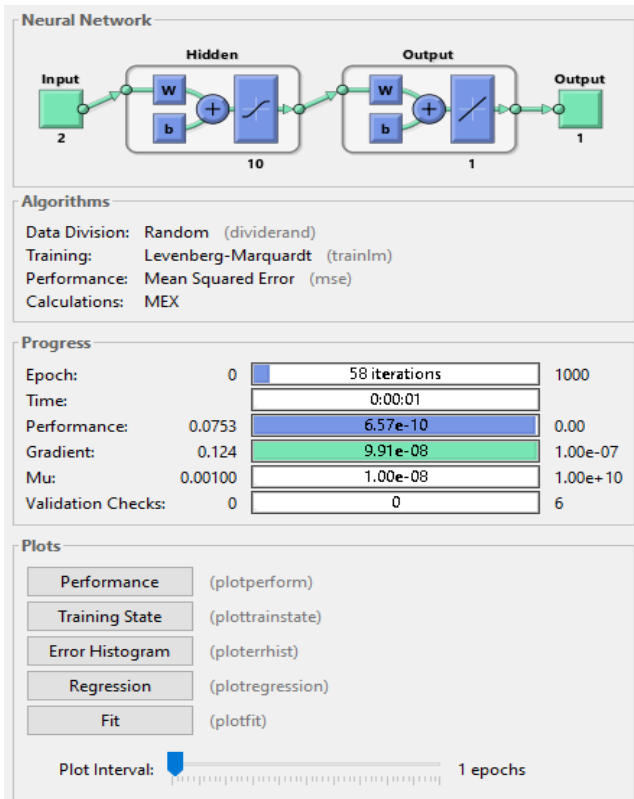 Neural Network
Hidden Output
Input Output
W W
b b
+ +
2 1
10 1
Algorithms
Data Division: Random (dividerand)
Training: Levenberg-Marquardt (trainlm)
Performance: Mean Squared Error (mse)
Calculations: MEX
Progress
Epoch: 0 58 iterations 1000
Time: 0:00:01
Performance: 0.0753 6.57e-10 0.00
Gradient: 0.124 9.91e-08 1.00e-07
Mu: 0.00100 1.00e-08 1.00e+10
Validation Checks: 0 0 6
Plots
Performance (plotperform)
Training State (plottrainstate)
Error Histogram (ploterrhist)
Regression (plotregression)
Fit (plotfit)
Plot Interval: 1 epochs